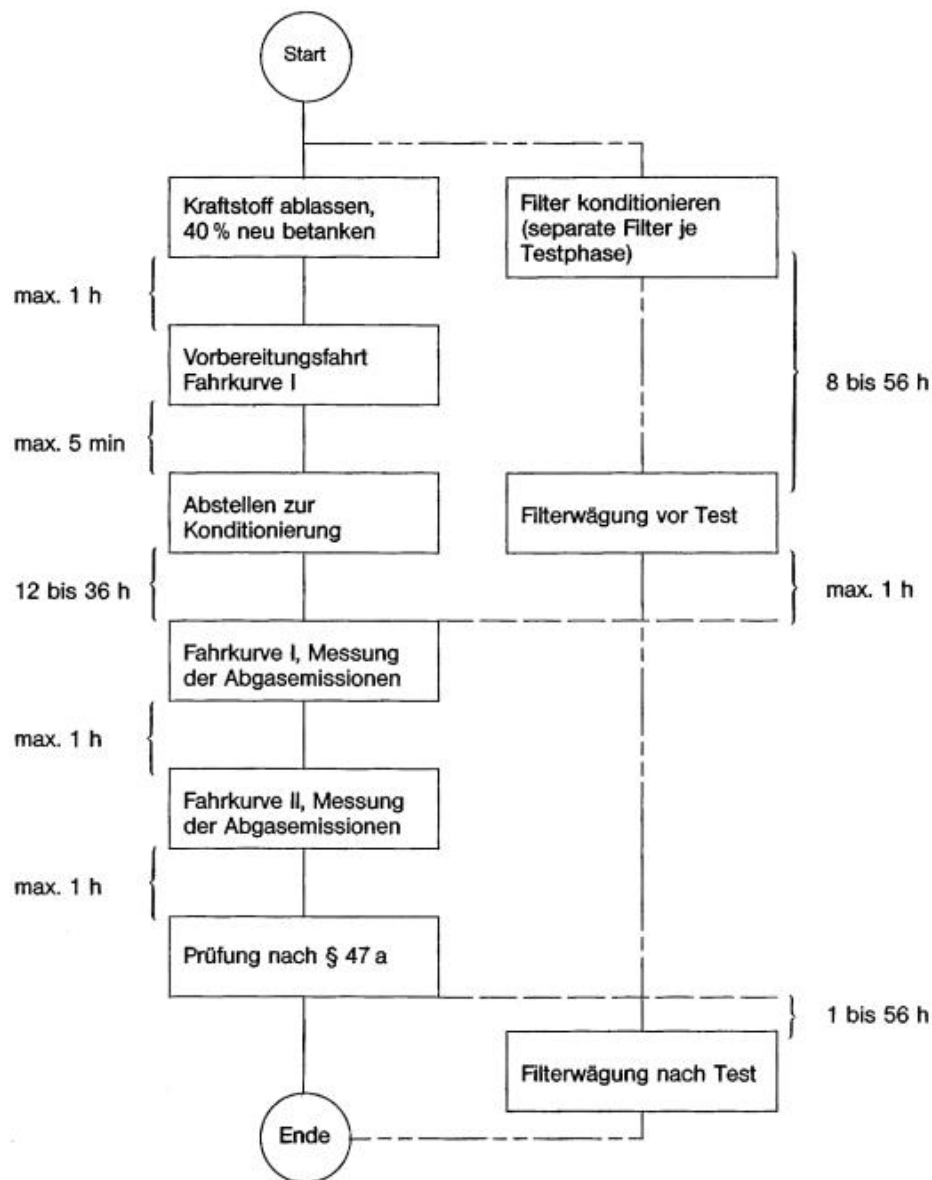 Start
Kraftstoff ablassen,
40 % neu betanken
Filter konditionieren
(separate Filter je
Testphase)
max. 1 h
Vorbereitungsfahrt
Fahrkurve I
8 bis 56 h
max. 5 min
Abstellen zur
Konditionierung
Filterwägung vor Test
12 bis 36 h
max. 1 h
Fahrkurve I, Messung
der Abgasemissionen
max. 1 h
Fahrkurve II, Messung
der Abgasemissionen
max. 1 h
Prüfung nach § 47 a
1 bis 56 h
Filterwägung nach Test
Ende